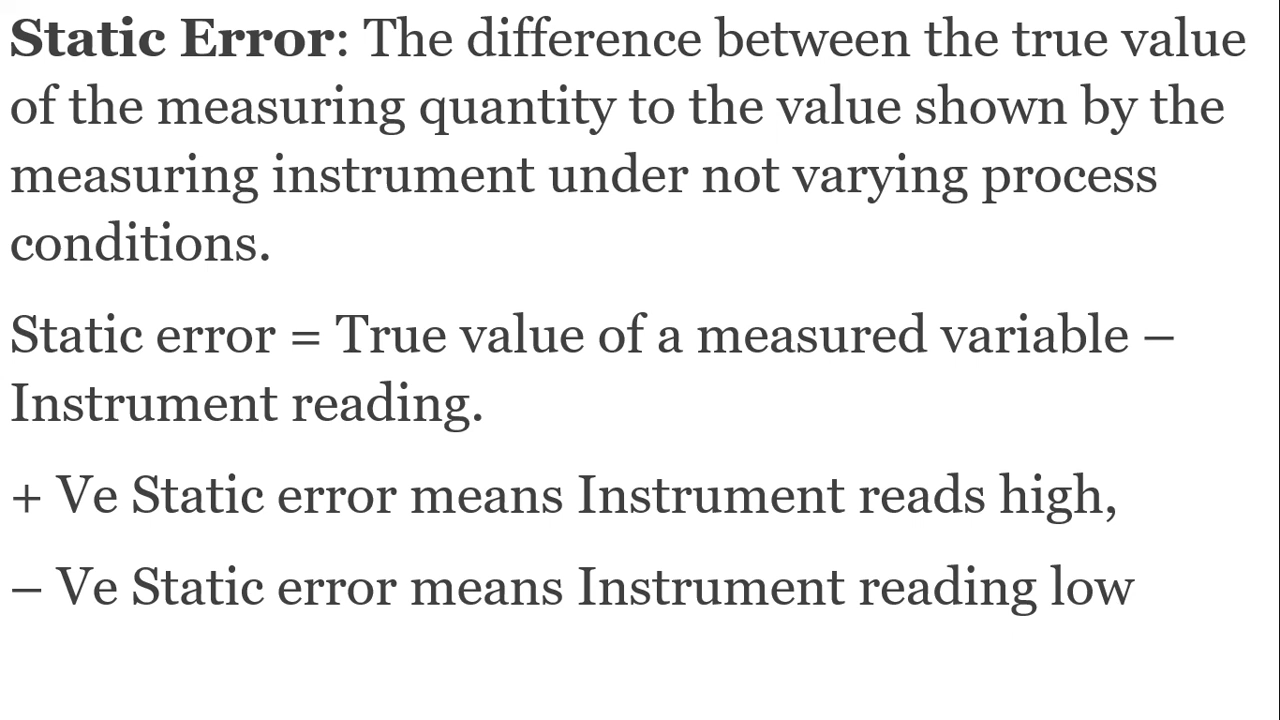 Static Error: The difference between the true value
of the measuring quantity to the value shown by the
measuring instrument under not varying process
conditions.
Static error = True value of a measured variable –
Instrument reading.
+ Ve Static error means Instrument reads high,
– Ve Static error means Instrument reading low